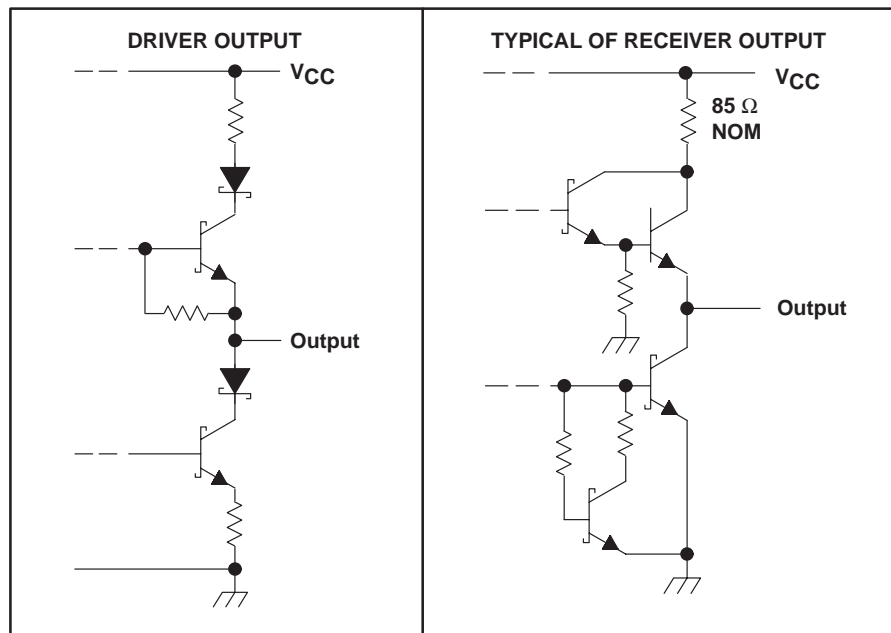 DRIVER OUTPUT
VCC
Output
TYPICAL OF RECEIVER OUTPUT
VCC
85 Ω
NOM
Output